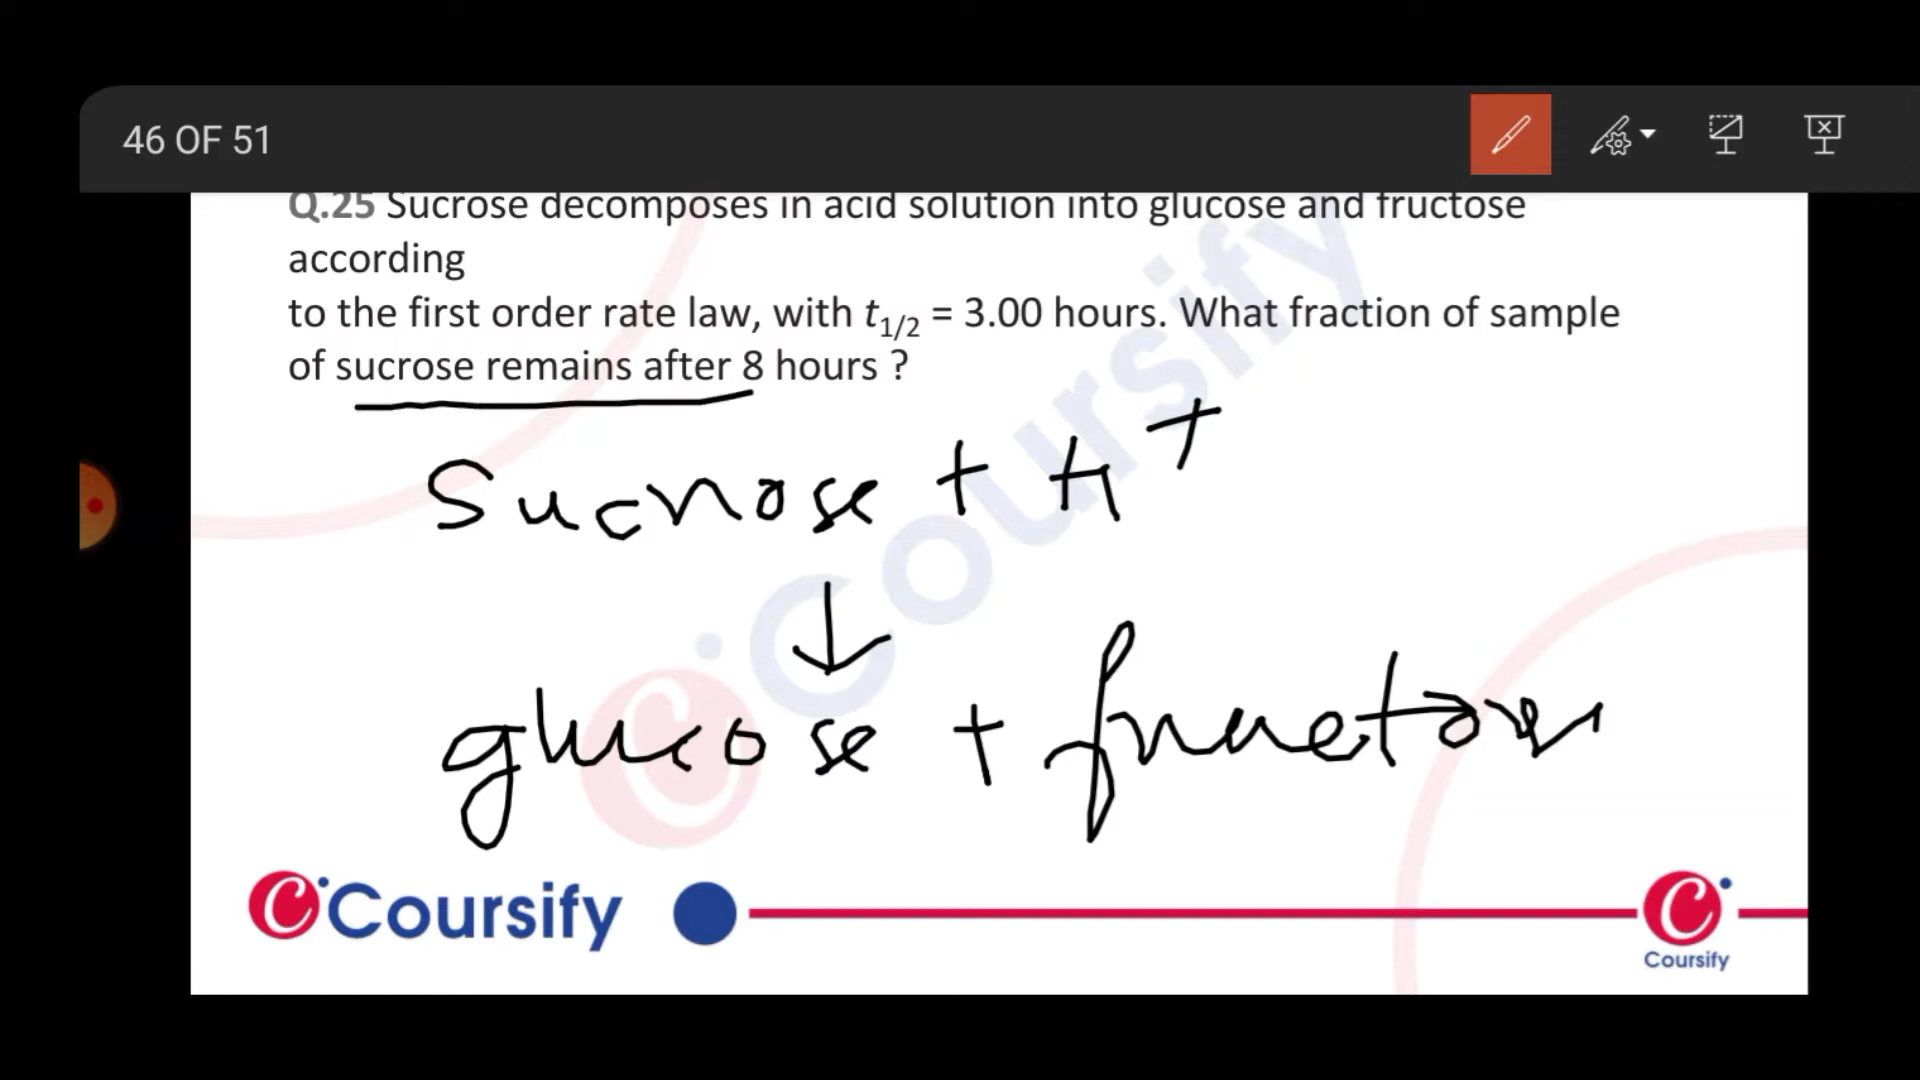 46 OF 51
Q.25 Sucrose decomposes in acid solution into glucose and fructose
according
to the first order rate law, with t1/2 = 3.00 hours. What fraction of sample
of sucrose remains after 8 hours ?
Sucrose + H+
↓
glucose + fructose
Coursify
Coursify
Coursify